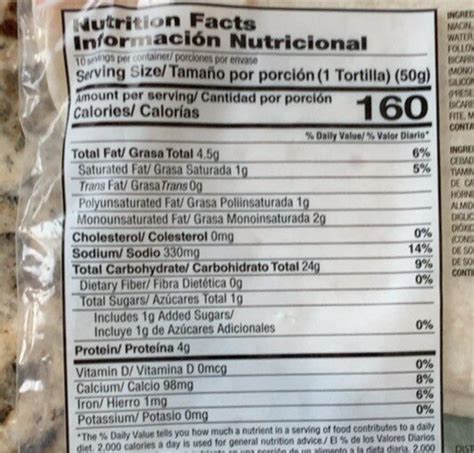 Nutrition Facts
Información Nutricional
10 servings per container/ porciones por envase
Serving Size/ Tamaño por porción (1 Tortilla) (50g)
Amount per serving/ Cantidad por porción
Calories/ Calorías 160
% Daily Value/ % Valor Diario*
Total Fat/ Grasa Total 4.5g 6%
Saturated Fat/ Grasa Saturada 1g 5%
Trans Fat/ Grasa Trans 0g
Polyunsaturated Fat/ Grasa Poliinsaturada 1g
Monounsaturated Fat/ Grasa Monoinsaturada 2g
Cholesterol/ Colesterol 0mg 0%
Sodium/ Sodio 330mg 14%
Total Carbohydrate/ Carbohidrato Total 24g 9%
Dietary Fiber/ Fibra Dietética 0g 0%
Total Sugars/ Azúcares Total 1g
Includes 1g Added Sugars/
Incluye 1g de Azúcares Adicionales 0%
Protein/ Proteína 4g
Vitamin D/ Vitamina D 0mcg 0%
Calcium/ Calcio 98mg 8%
Iron/ Hierro 1mg 6%
Potassium/ Potasio 0mg 0%
*The % Daily Value tells you how much a nutrient in a serving of food contributes to a daily
diet. 2,000 calories a day is used for general nutrition advice./ El % de los Valores Diarios